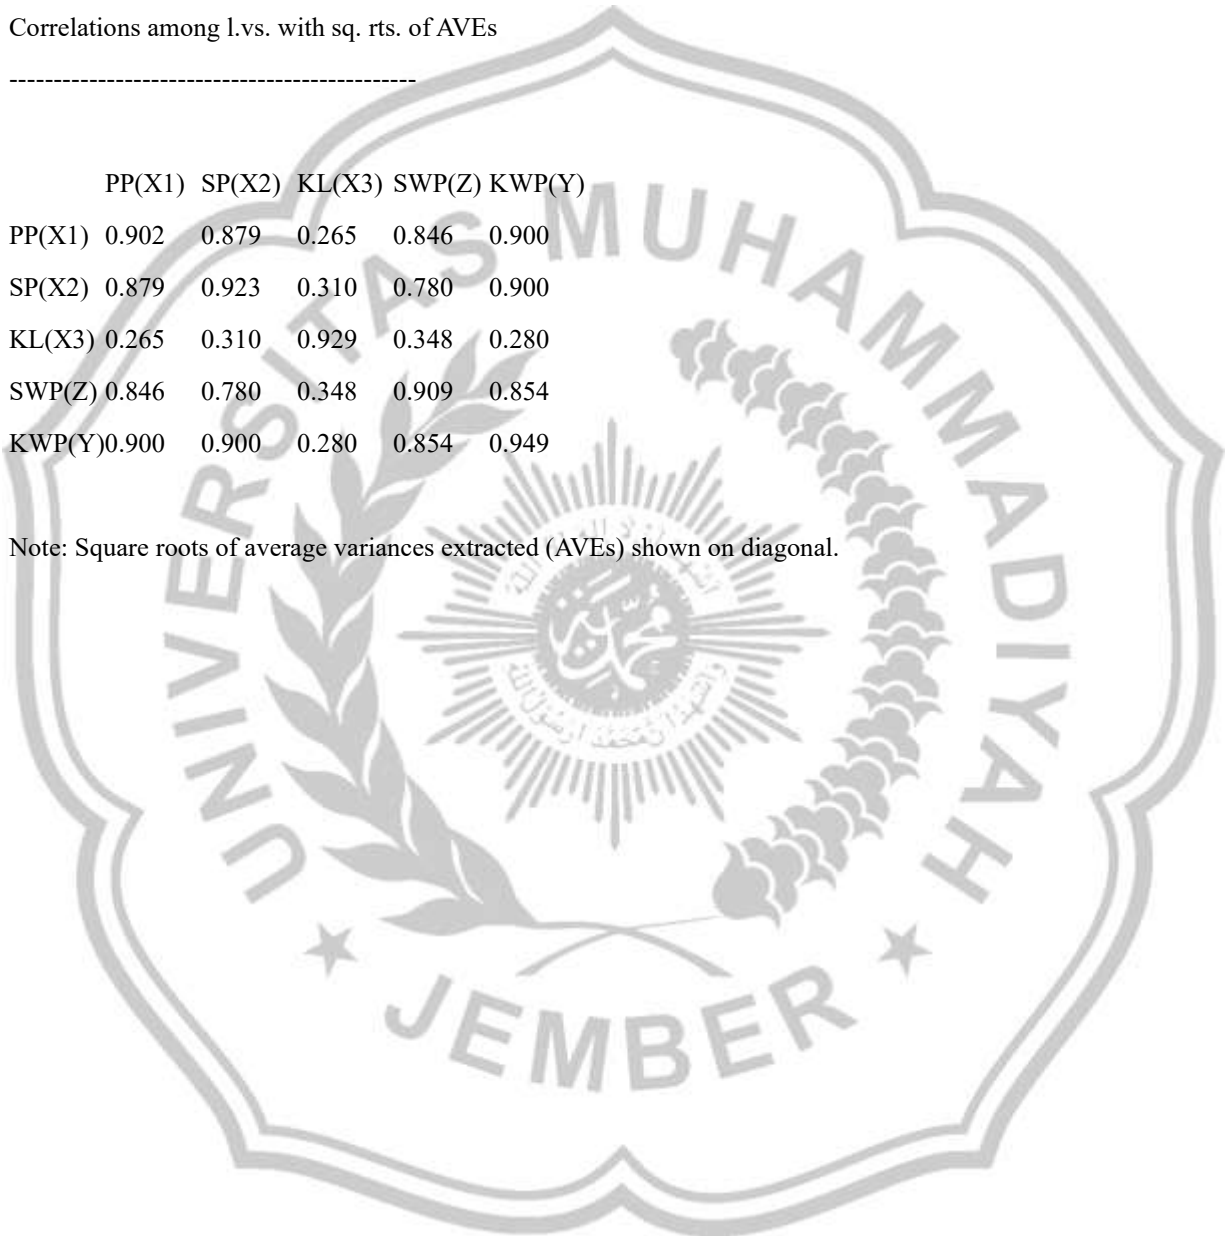 Correlations among l.vs. with sq. rts. of AVEs
----------------------------------------------
PP(X1) SP(X2) KL(X3) SWP(Z) KWP(Y)
PP(X1) 0.902 0.879 0.265 0.846 0.900
SP(X2) 0.879 0.923 0.310 0.780 0.900
KL(X3) 0.265 0.310 0.929 0.348 0.280
SWP(Z) 0.846 0.780 0.348 0.909 0.854
KWP(Y)0.900 0.900 0.280 0.854 0.949
Note: Square roots of average variances extracted (AVEs) shown on diagonal.
UNIVERSITAS MUHAMMADIYAH
JEMBER